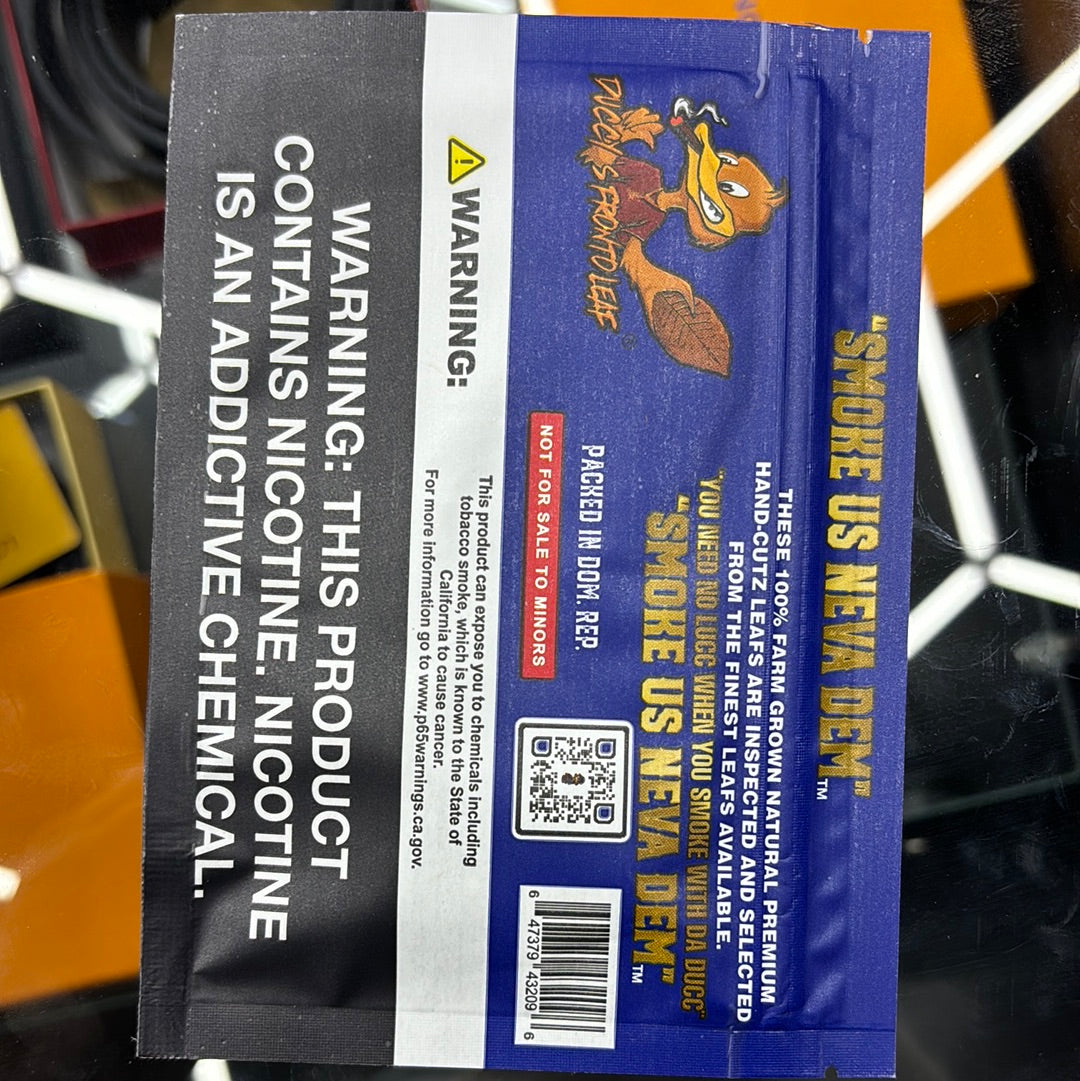 "SMOKE US NEVA DEM"™
THESE 100% FARM GROWN NATURAL PREMIUM
HAND-CUTZ LEAFS ARE INSPECTED AND SELECTED
FROM THE FINEST LEAFS AVAILABLE.
"YOU NEED NO LUCC WHEN YOU SMOKE WITH DA DUCC"
"SMOKE US NEVA DEM"™
DUCCY'S FRONTO LEAF®
PACKED IN DOM. REP.
NOT FOR SALE TO MINORS
6 47379 43209 6
WARNING:
This product can expose you to chemicals including
tobacco smoke, which is known to the State of
California to cause cancer.
For more information go to www.p65warnings.ca.gov.
WARNING: THIS PRODUCT
CONTAINS NICOTINE. NICOTINE
IS AN ADDICTIVE CHEMICAL.